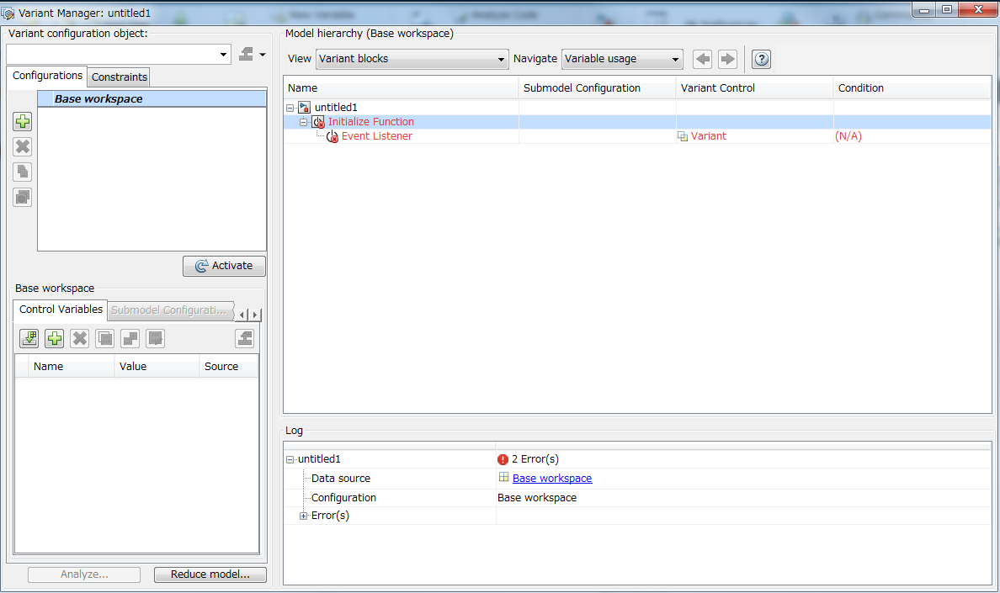 Variant Manager: untitled1
Variant configuration object:
Configurations
Constraints
Base workspace
Activate
Base workspace
Control Variables
Submodel Configurati...
Name Value Source
Analyze...
Reduce model...
Model hierarchy (Base workspace)
View Variant blocks Navigate Variable usage
Name Submodel Configuration Variant Control Condition
untitled1
Initialize Function
Event Listener Variant (N/A)
Log
untitled1 2 Error(s)
Data source Base workspace
Configuration Base workspace
Error(s)